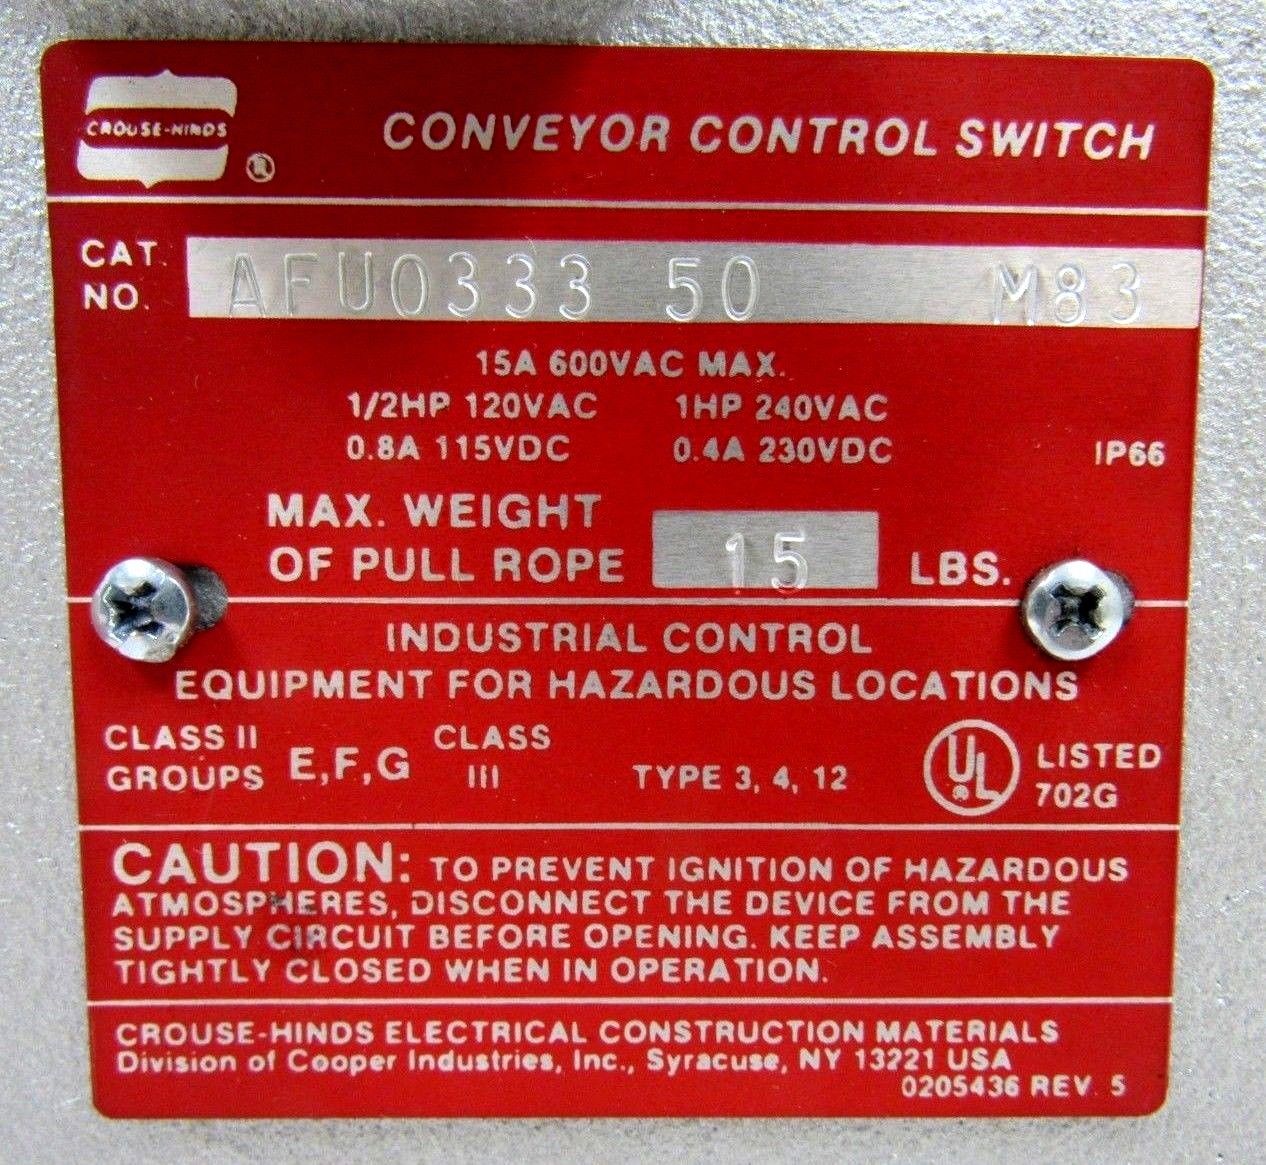 CROUSE-HINDS ®
CONVEYOR CONTROL SWITCH
CAT. NO. AFU0333 50 M83
15A 600VAC MAX.
1/2HP 120VAC 1HP 240VAC
0.8A 115VDC 0.4A 230VDC IP66
MAX. WEIGHT
OF PULL ROPE 15 LBS.
INDUSTRIAL CONTROL
EQUIPMENT FOR HAZARDOUS LOCATIONS
CLASS II GROUPS E,F,G CLASS III TYPE 3, 4, 12 UL ® LISTED 702G
CAUTION: TO PREVENT IGNITION OF HAZARDOUS
ATMOSPHERES, DISCONNECT THE DEVICE FROM THE
SUPPLY CIRCUIT BEFORE OPENING. KEEP ASSEMBLY
TIGHTLY CLOSED WHEN IN OPERATION.
CROUSE-HINDS ELECTRICAL CONSTRUCTION MATERIALS
Division of Cooper Industries, Inc., Syracuse, NY 13221 USA
0205436 REV. 5